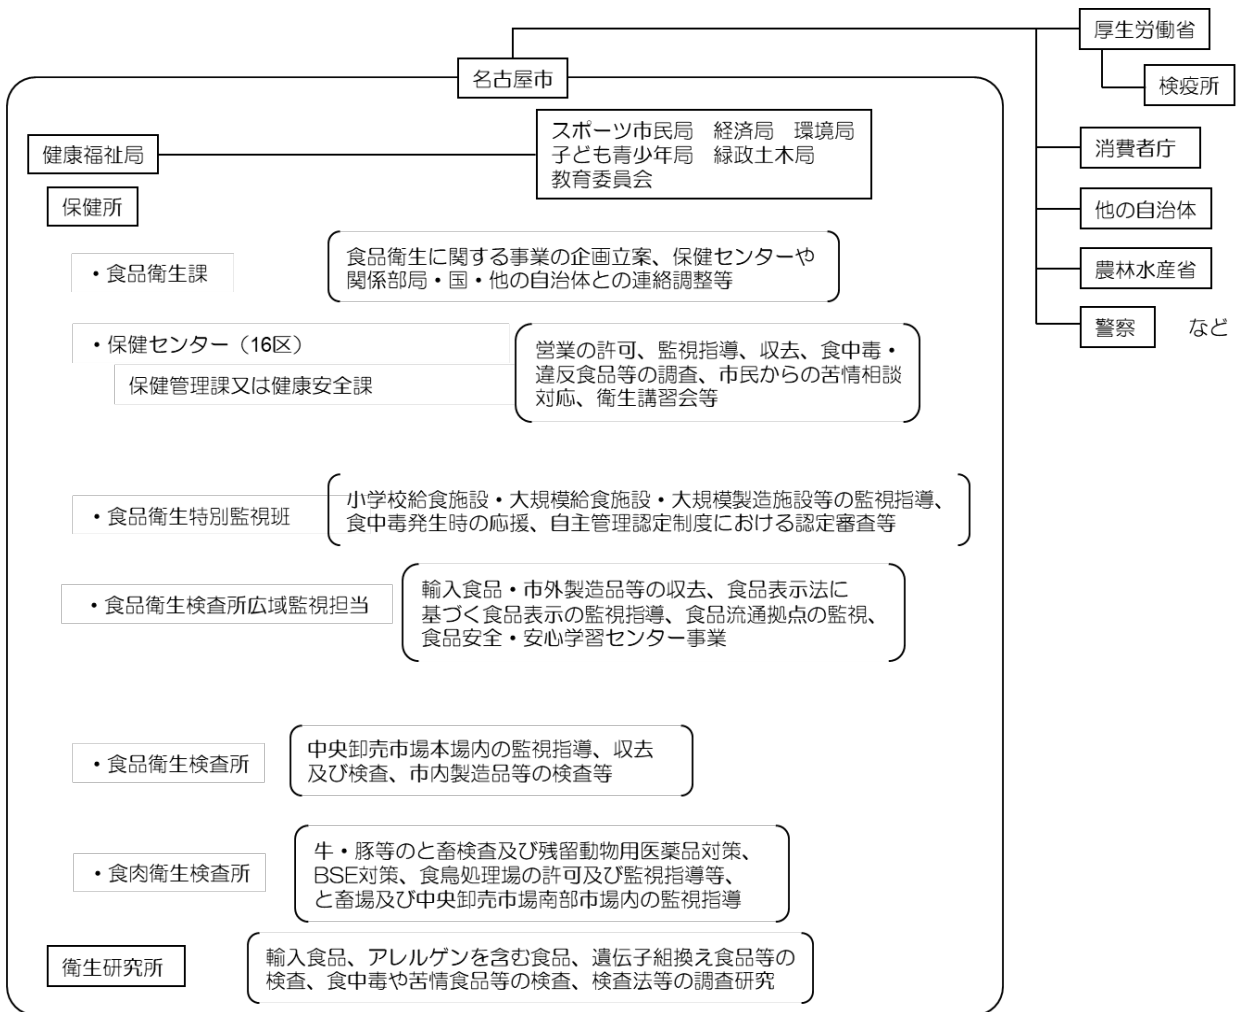 厚生労働省
検疫所
名古屋市
スポーツ市民局　経済局　環境局
子ども青少年局　緑政土木局
教育委員会
健康福祉局
消費者庁
保健所
他の自治体
・食品衛生課
食品衛生に関する事業の企画立案、保健センターや
関係部局・国・他の自治体との連絡調整等
農林水産省
警察　など
・保健センター（16区）
保健管理課又は健康安全課
営業の許可、監視指導、収去、食中毒・
違反食品等の調査、市民からの苦情相談
対応、衛生講習会等
・食品衛生特別監視班
小学校給食施設・大規模給食施設・大規模製造施設等の監視指導、
食中毒発生時の応援、自主管理認定制度における認定審査等
・食品衛生検査所広域監視担当
輸入食品・市外製造品等の収去、食品表示法に
基づく食品表示の監視指導、食品流通拠点の監視、
食品安全・安心学習センター事業
・食品衛生検査所
中央卸売市場本場内の監視指導、収去
及び検査、市内製造品等の検査等
・食肉衛生検査所
牛・豚等のと畜検査及び残留動物用医薬品対策、
BSE対策、食鳥処理場の許可及び監視指導等、
と畜場及び中央卸売市場南部市場内の監視指導
衛生研究所
輸入食品、アレルゲンを含む食品、遺伝子組換え食品等の
検査、食中毒や苦情食品等の検査、検査法等の調査研究